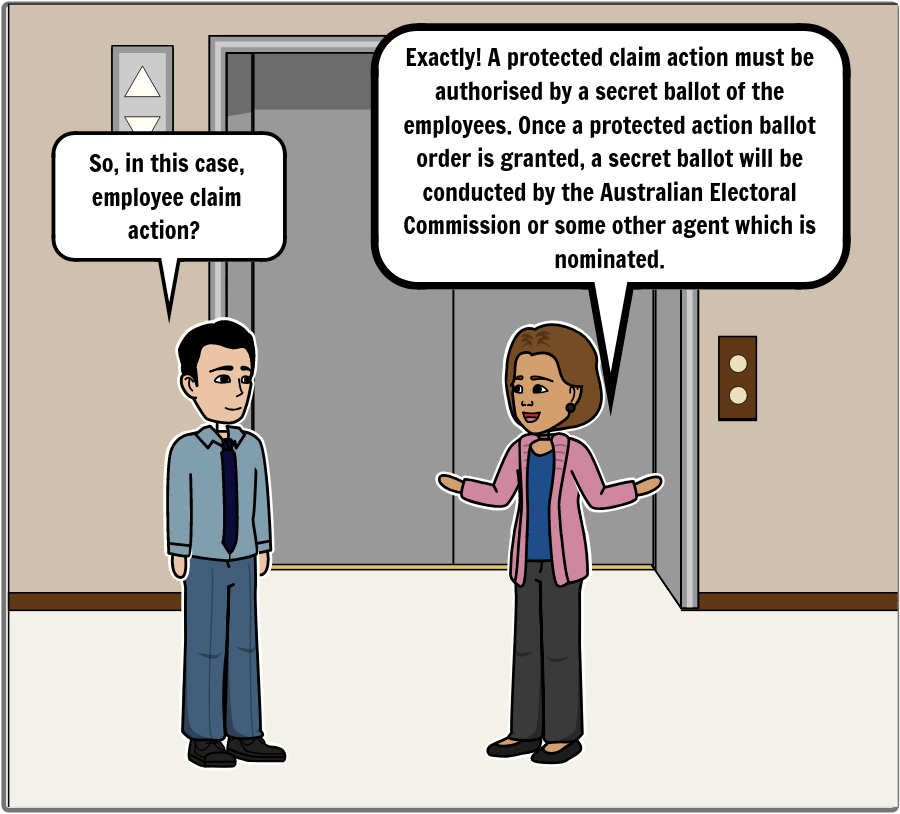 So, in this case,
employee claim
action?
Exactly! A protected claim action must be
authorised by a secret ballot of the
employees. Once a protected action ballot
order is granted, a secret ballot will be
conducted by the Australian Electoral
Commission or some other agent which is
nominated.